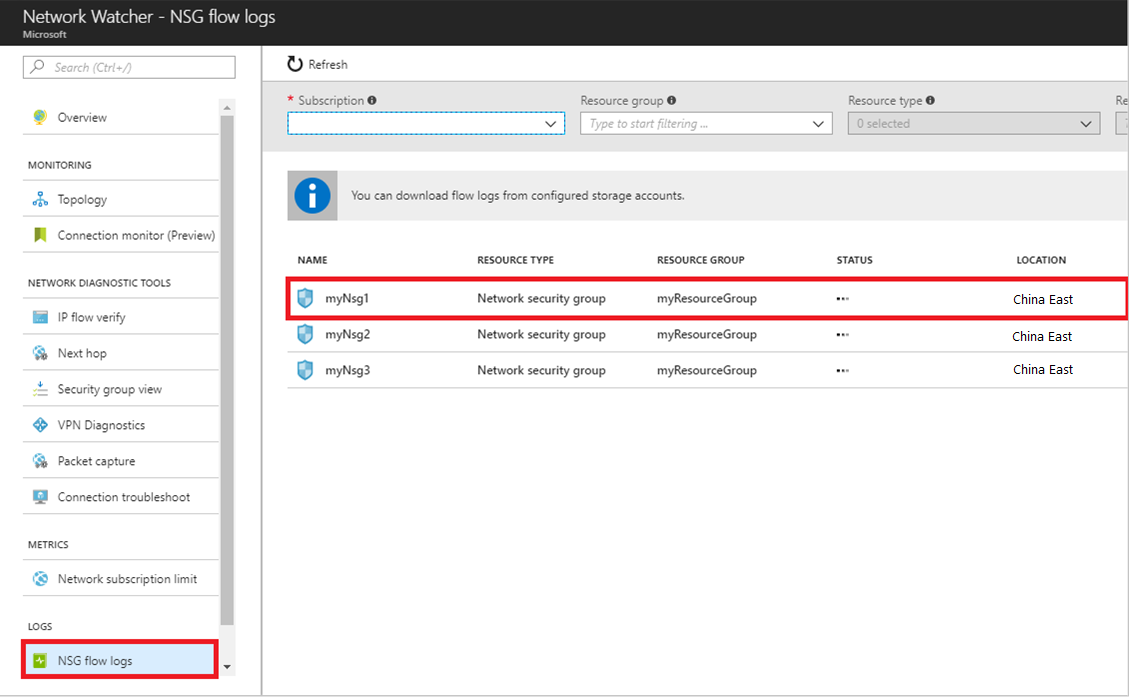 Network Watcher - NSG flow logs
Microsoft
Search (Ctrl+/)
Overview
MONITORING
Topology
Connection monitor (Preview)
NETWORK DIAGNOSTIC TOOLS
IP flow verify
Next hop
Security group view
VPN Diagnostics
Packet capture
Connection troubleshoot
METRICS
Network subscription limit
LOGS
NSG flow logs
Refresh
* Subscription Resource group Resource type Re
Type to start filtering ... 0 selected
You can download flow logs from configured storage accounts.
NAME RESOURCE TYPE RESOURCE GROUP STATUS LOCATION
myNsg1 Network security group myResourceGroup ... China East
myNsg2 Network security group myResourceGroup ... China East
myNsg3 Network security group myResourceGroup ... China East